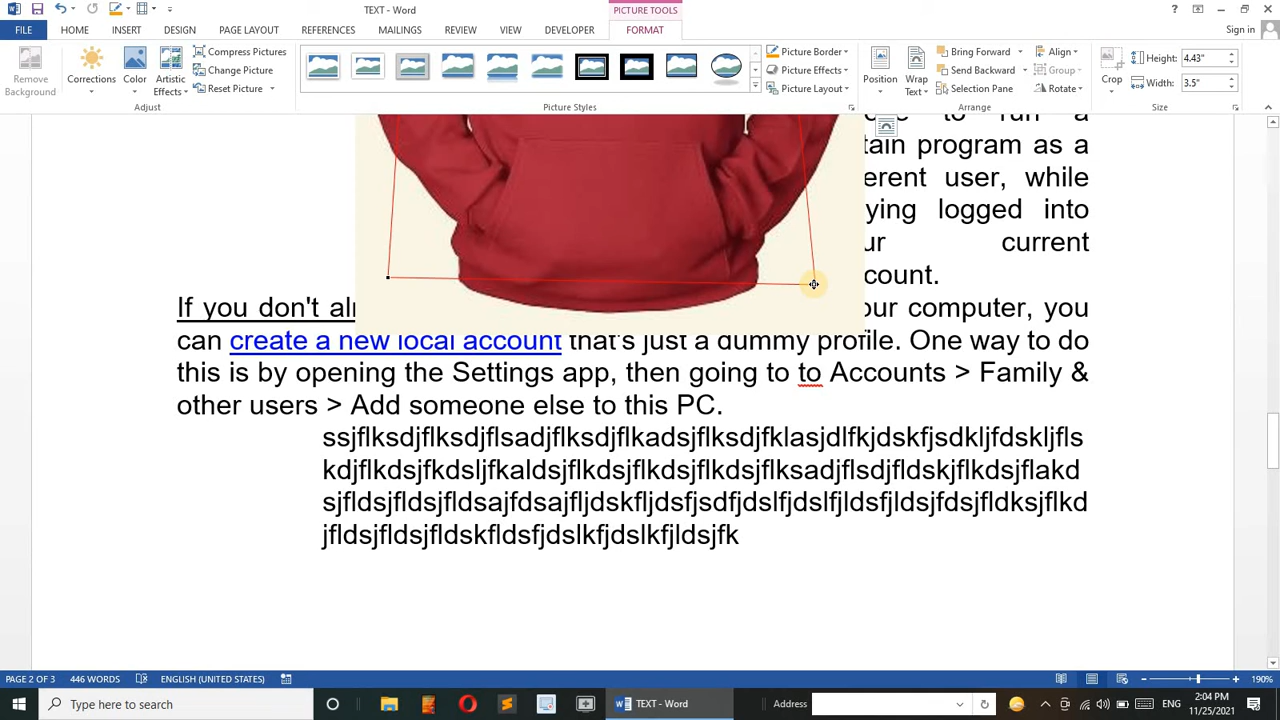 TEXT - Word
PICTURE TOOLS
?
FILE
HOME
INSERT
DESIGN
PAGE LAYOUT
REFERENCES
MAILINGS
REVIEW
VIEW
DEVELOPER
FORMAT
Sign in
Remove Background
Corrections
Color
Artistic Effects
Compress Pictures
Change Picture
Reset Picture
Adjust
Picture Styles
Picture Border
Picture Effects
Picture Layout
Position
Wrap Text
Bring Forward
Send Backward
Selection Pane
Align
Group
Rotate
Arrange
Crop
Height: 4.43"
Width: 3.5"
Size
to run a
tain program as a
erent user, while
ying logged into
ur current
count.
If you don't al our computer, you
can create a new local account that's just a dummy profile. One way to do
this is by opening the Settings app, then going to to Accounts > Family &
other users > Add someone else to this PC.
ssjflksdjflksdjflsadjflksdjflkadsjflksdjfklasjdlfkjdskfjsdkljfdskljfls
kdjflkdsjfkdsljfkaldsjflkdsjflkdsjflkdsjflksadjflsdjfldskjflkdsjflakd
sjfldsjfldsjfldsajfdsajfljdskfljdsfjsdfjdslfjdslfjldsfjldsjfdsjfldksjflkd
jfldsjfldsjfldskfldsfjdslkfjdslkfjldsjfk
PAGE 2 OF 3
446 WORDS
ENGLISH (UNITED STATES)
190%
Type here to search
TEXT - Word
Address
ENG
2:04 PM
11/25/2021